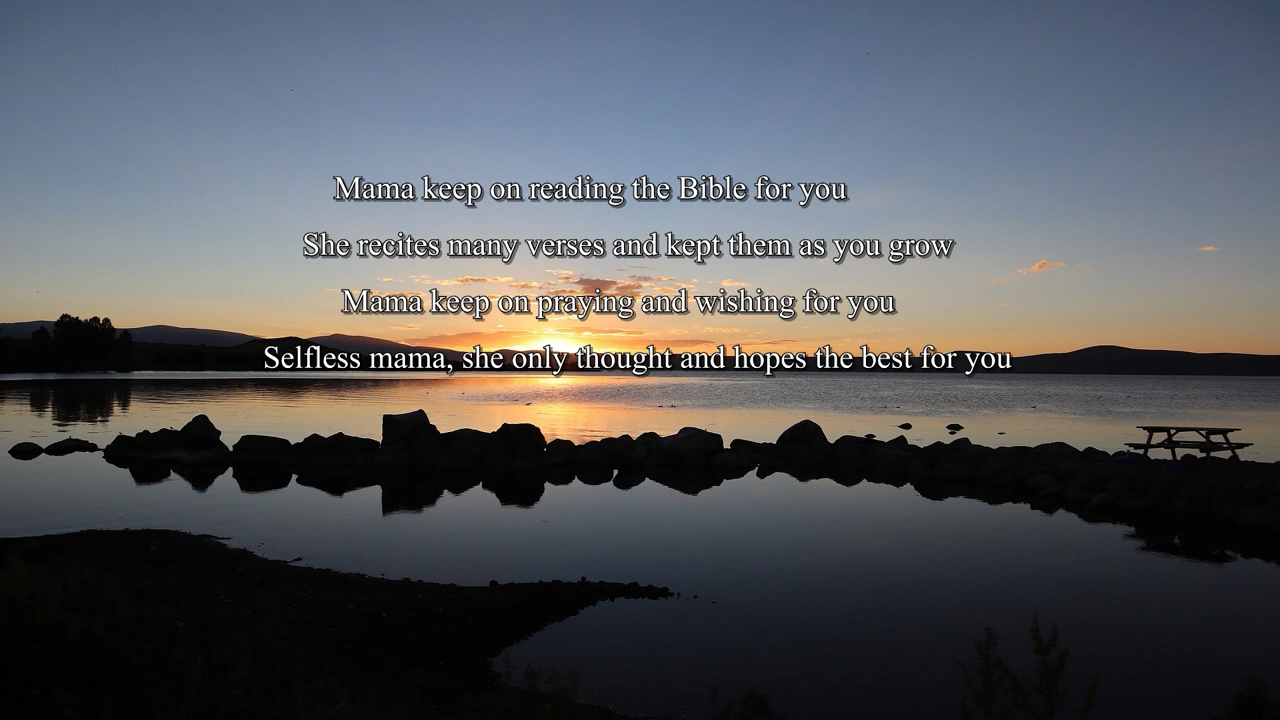 Mama keep on reading the Bible for you
She recites many verses and kept them as you grow
Mama keep on praying and wishing for you
Selfless mama, she only thought and hopes the best for you